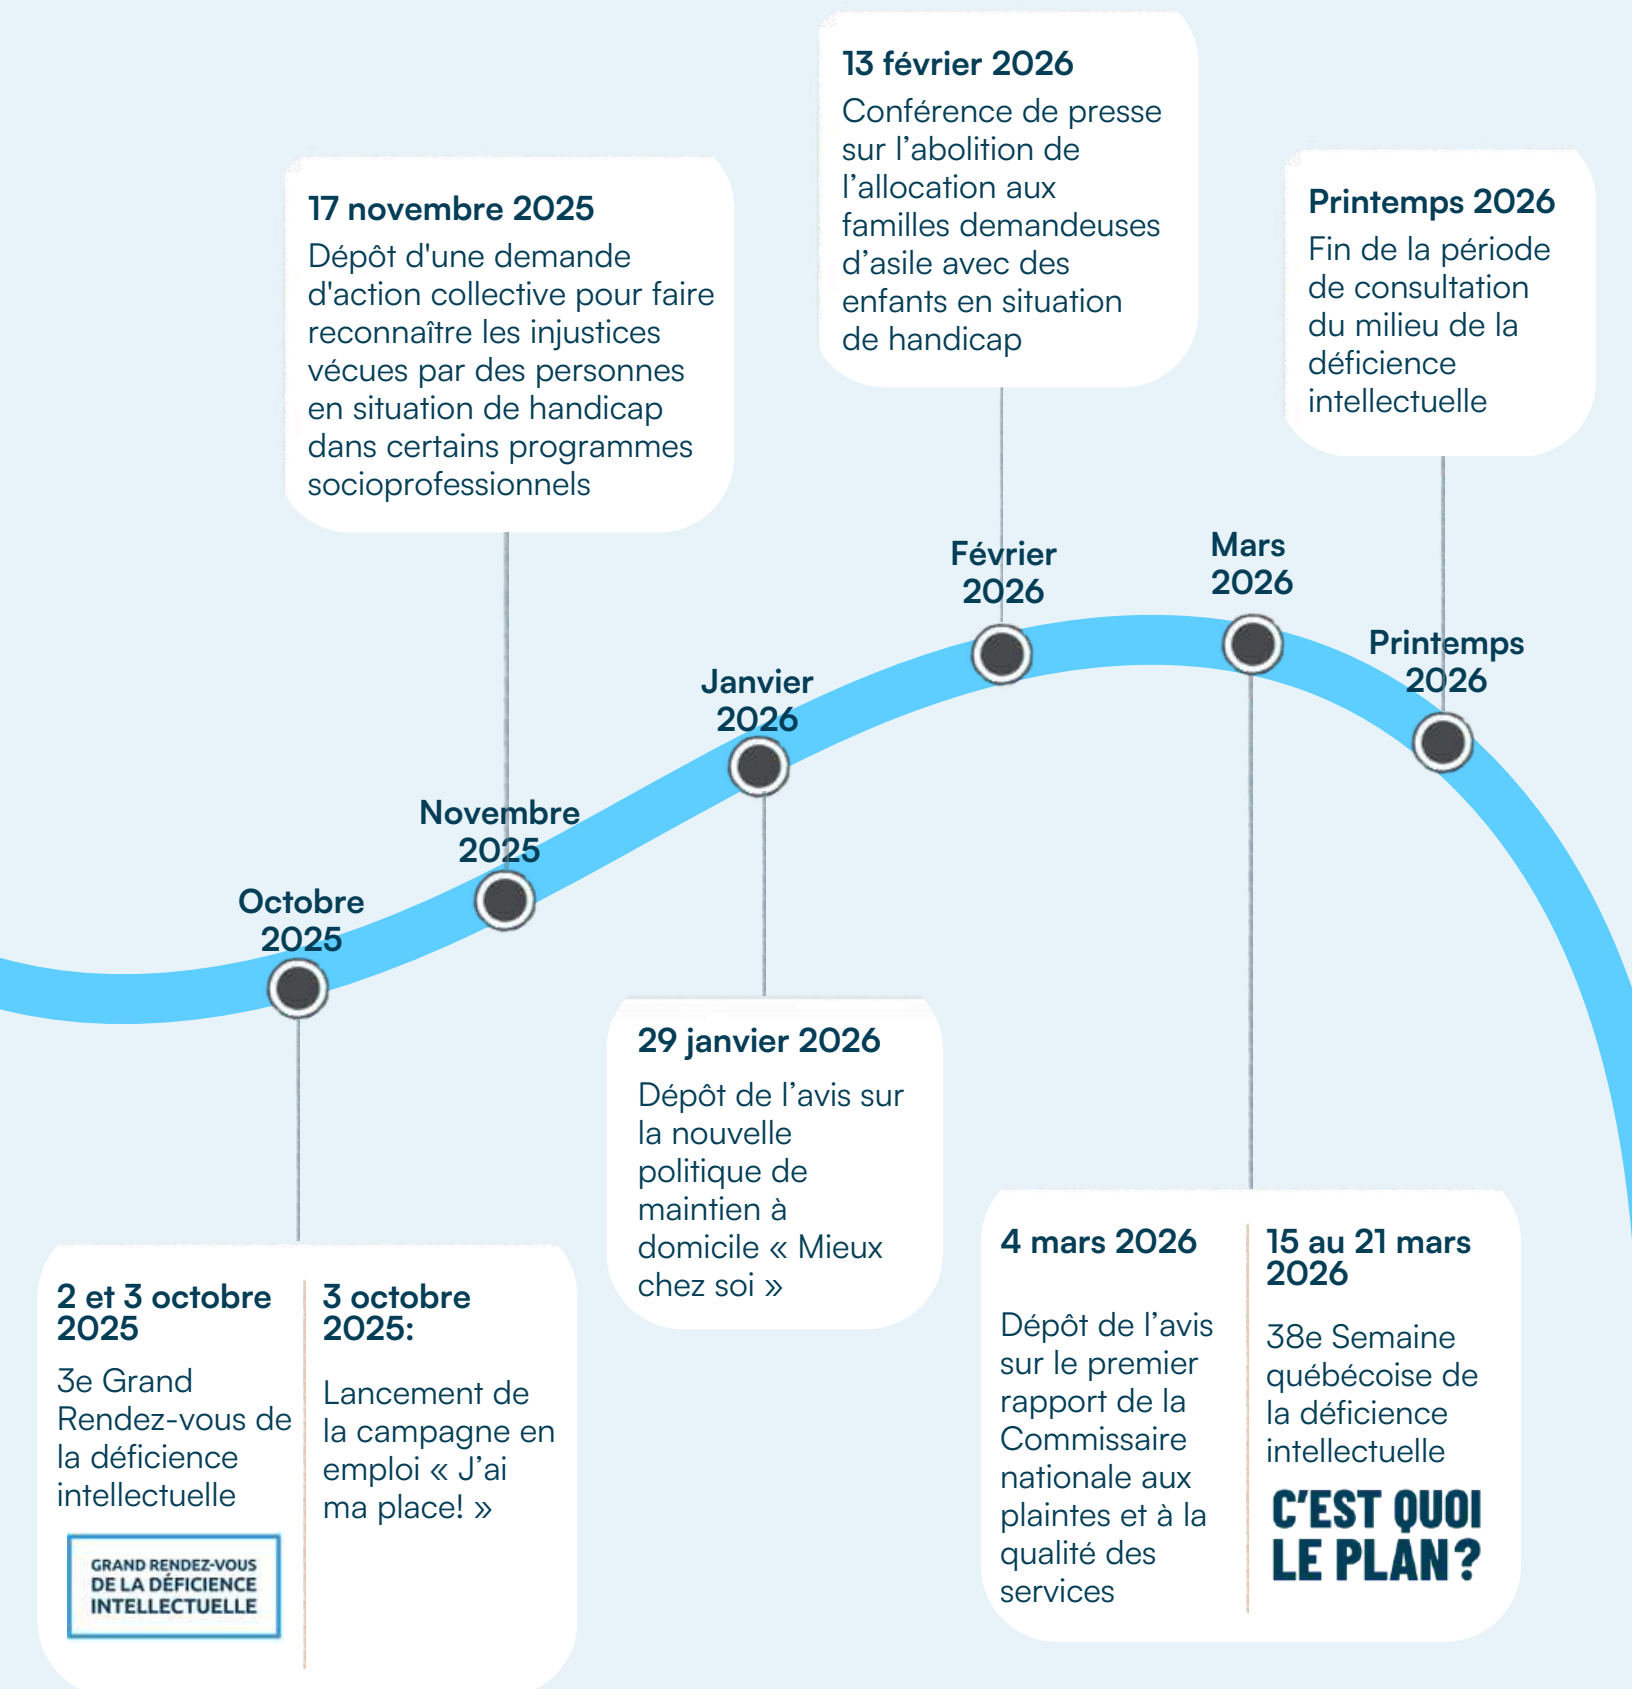 13 février 2026
Conférence de presse
sur l’abolition de
l’allocation aux
familles demandeuses
d’asile avec des
enfants en situation
de handicap
17 novembre 2025
Dépôt d'une demande
d'action collective pour faire
reconnaître les injustices
vécues par des personnes
en situation de handicap
dans certains programmes
socioprofessionnels
Printemps 2026
Fin de la période
de consultation
du milieu de la
déficience
intellectuelle
Octobre
2025
Novembre
2025
Janvier
2026
Février
2026
Mars
2026
Printemps
2026
2 et 3 octobre
2025
3e Grand
Rendez-vous de
la déficience
intellectuelle
GRAND RENDEZ-VOUS
DE LA DÉFICIENCE
INTELLECTUELLE
3 octobre
2025:
Lancement de
la campagne en
emploi « J’ai
ma place! »
29 janvier 2026
Dépôt de l’avis sur
la nouvelle
politique de
maintien à
domicile « Mieux
chez soi »
4 mars 2026
Dépôt de l’avis
sur le premier
rapport de la
Commissaire
nationale aux
plaintes et à la
qualité des
services
15 au 21 mars
2026
38e Semaine
québécoise de
la déficience
intellectuelle
C’EST QUOI
LE PLAN?